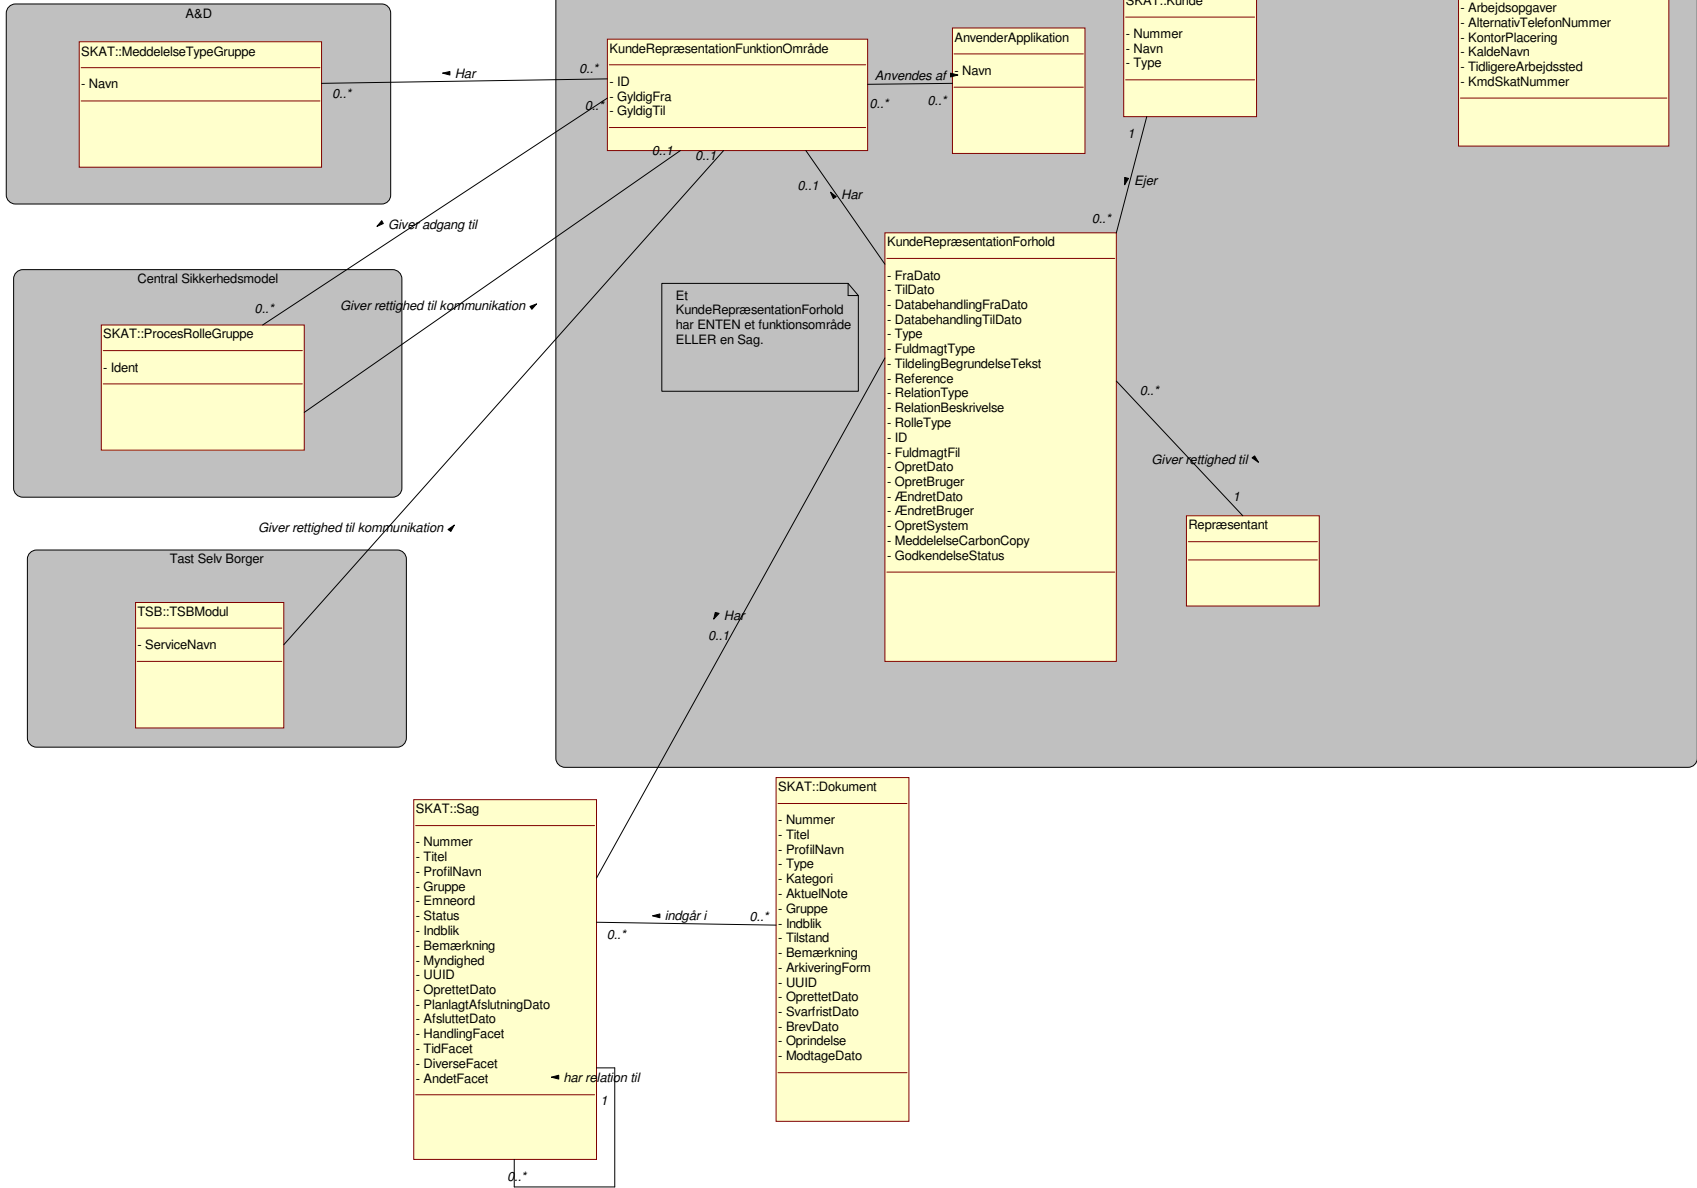 A&D
SKAT::MeddelelseTypeGruppe
- Navn
Har
0..*
0..*
KundeRepræsentationFunktionOmråde
- ID
- GyldigFra
- GyldigTil
0..*
0..1
0..1
Anvendes af
0..*
0..*
AnvenderApplikation
- Navn
SKAT::Kunde
- Nummer
- Navn
- Type
- Arbejdsopgaver
- AlternativTelefonNummer
- KontorPlacering
- KaldeNavn
- TidligereArbejdssted
- KmdSkatNummer
1
Ejer
0..*
0..1
Har
Giver adgang til
Central Sikkerhedsmodel
0..*
Giver rettighed til kommunikation
SKAT::ProcesRolleGruppe
- Ident
Et
KundeRepræsentationForhold
har ENTEN et funktionsområde
ELLER en Sag.
KundeRepræsentationForhold
- FraDato
- TilDato
- DatabehandlingFraDato
- DatabehandlingTilDato
- Type
- FuldmagtType
- TildelingBegrundelseTekst
- Reference
- RelationType
- RelationBeskrivelse
- RolleType
- ID
- FuldmagtFil
- OpretDato
- OpretBruger
- ÆndretDato
- ÆndretBruger
- OpretSystem
- MeddelelseCarbonCopy
- GodkendelseStatus
0..*
Giver rettighed til
1
Repræsentant
Giver rettighed til kommunikation
Tast Selv Borger
TSB::TSBModul
- ServiceNavn
Har
0..1
SKAT::Sag
- Nummer
- Titel
- ProfilNavn
- Gruppe
- Emneord
- Status
- Indblik
- Bemærkning
- Myndighed
- UUID
- OprettetDato
- PlanlagtAfslutningDato
- AfsluttetDato
- HandlingFacet
- TidFacet
- DiverseFacet
- AndetFacet
har relation til
1
0..*
indgår i
0..*
0..*
SKAT::Dokument
- Nummer
- Titel
- ProfilNavn
- Type
- Kategori
- AktuelNote
- Gruppe
- Indblik
- Tilstand
- Bemærkning
- ArkiveringForm
- UUID
- OprettetDato
- SvarfristDato
- BrevDato
- Oprindelse
- ModtageDato